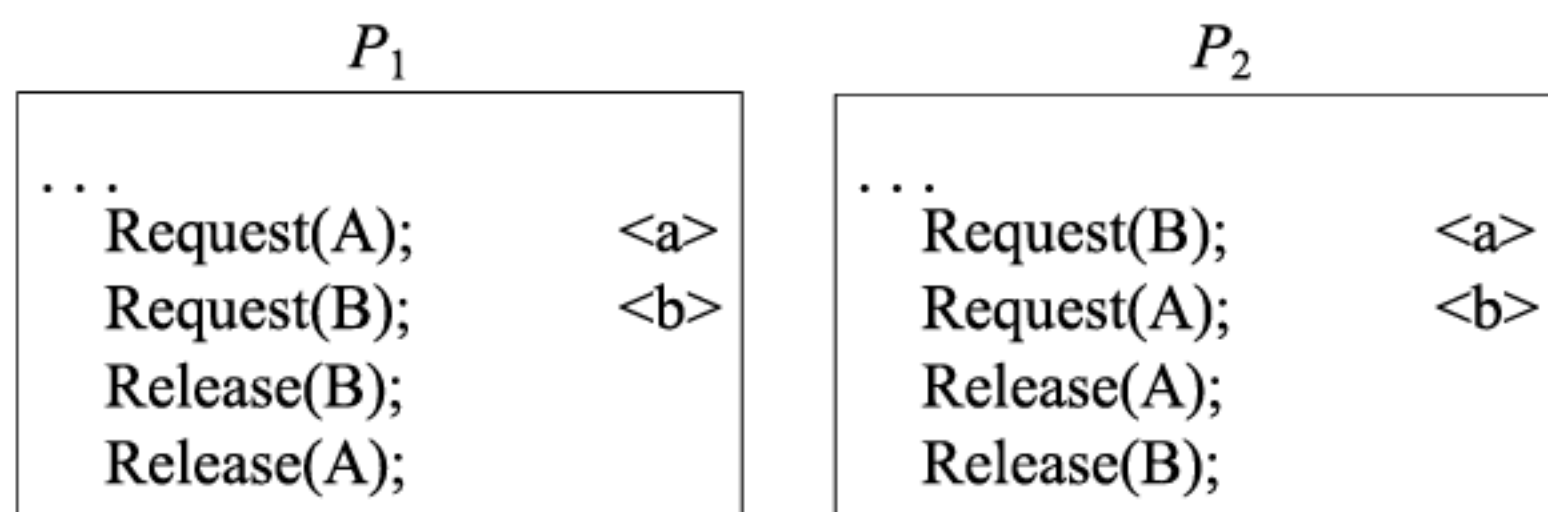 P1
...
Request(A); <a>
Request(B); <b>
Release(B);
Release(A);
P2
...
Request(B); <a>
Request(A); <b>
Release(A);
Release(B);